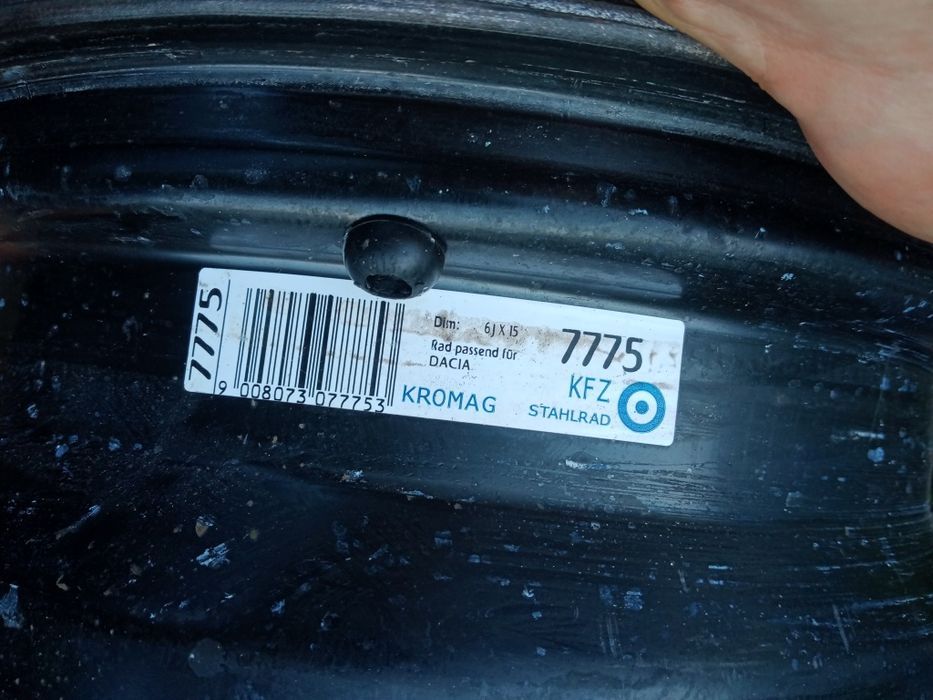 7775
9 008073 077753
Dim: 6J X 15
Rad passend für
DACIA
KROMAG
7775
KFZ
STAHLRAD